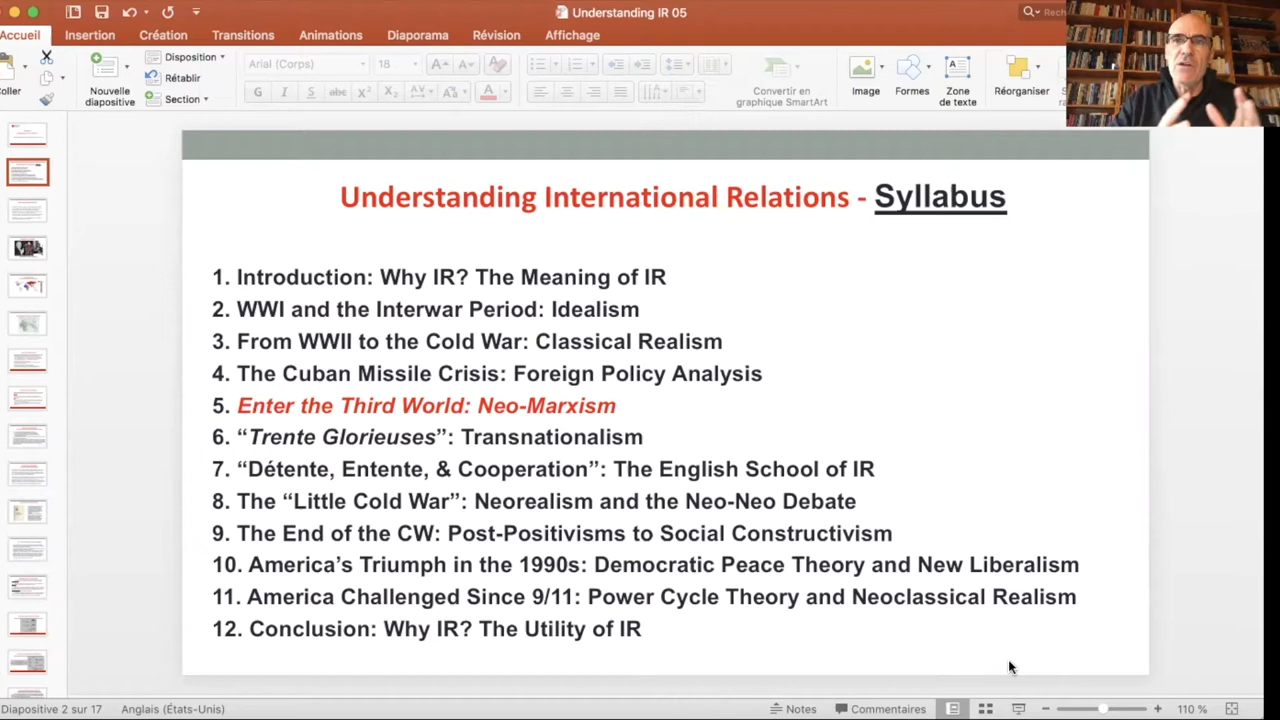 Understanding IR 05
Rech
Accueil Insertion Création Transitions Animations Diaporama Révision Affichage
Coller
Nouvelle
diapositive
Disposition
Rétablir
Section
Arial (Corps) 18
G I S abe X² X₂ AV Aa A
Convertir en
graphique SmartArt
Image
Formes
Zone
de texte
Réorganiser
Understanding International Relations - Syllabus
1. Introduction: Why IR? The Meaning of IR
2. WWI and the Interwar Period: Idealism
3. From WWII to the Cold War: Classical Realism
4. The Cuban Missile Crisis: Foreign Policy Analysis
5. Enter the Third World: Neo-Marxism
6. “Trente Glorieuses”: Transnationalism
7. “Détente, Entente, & Cooperation”: The English School of IR
8. The “Little Cold War”: Neorealism and the Neo-Neo Debate
9. The End of the CW: Post-Positivisms to Social Constructivism
10. America’s Triumph in the 1990s: Democratic Peace Theory and New Liberalism
11. America Challenged Since 9/11: Power Cycle Theory and Neoclassical Realism
12. Conclusion: Why IR? The Utility of IR
Diapositive 2 sur 17 Anglais (États-Unis) Notes Commentaires 110 %